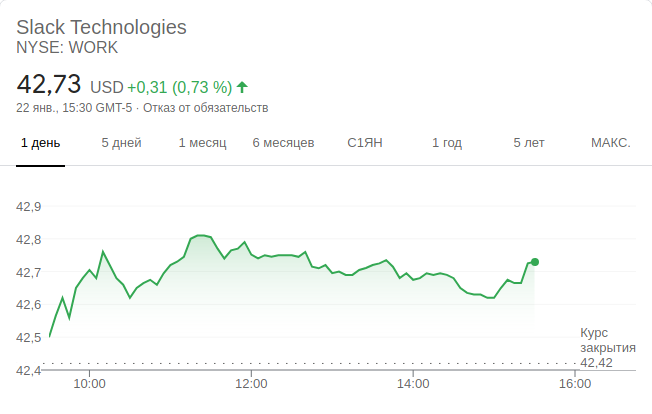 Slack Technologies
NYSE: WORK
42,73 USD +0,31 (0,73 %)
22 янв., 15:30 GMT-5 · Отказ от обязательств
1 день 5 дней 1 месяц 6 месяцев С1ЯН 1 год 5 лет МАКС.
42,9
42,8
42,7
42,6
42,5
42,4
Курс
закрытия
42,42
10:00 12:00 14:00 16:00